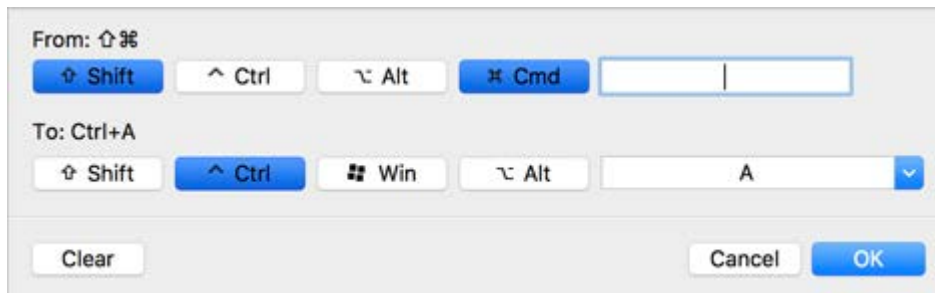 From: ⇧⌘
⇧ Shift ^ Ctrl ⌥ Alt ⌘ Cmd
To: Ctrl+A
⇧ Shift ^ Ctrl Win ⌥ Alt A
Clear Cancel OK